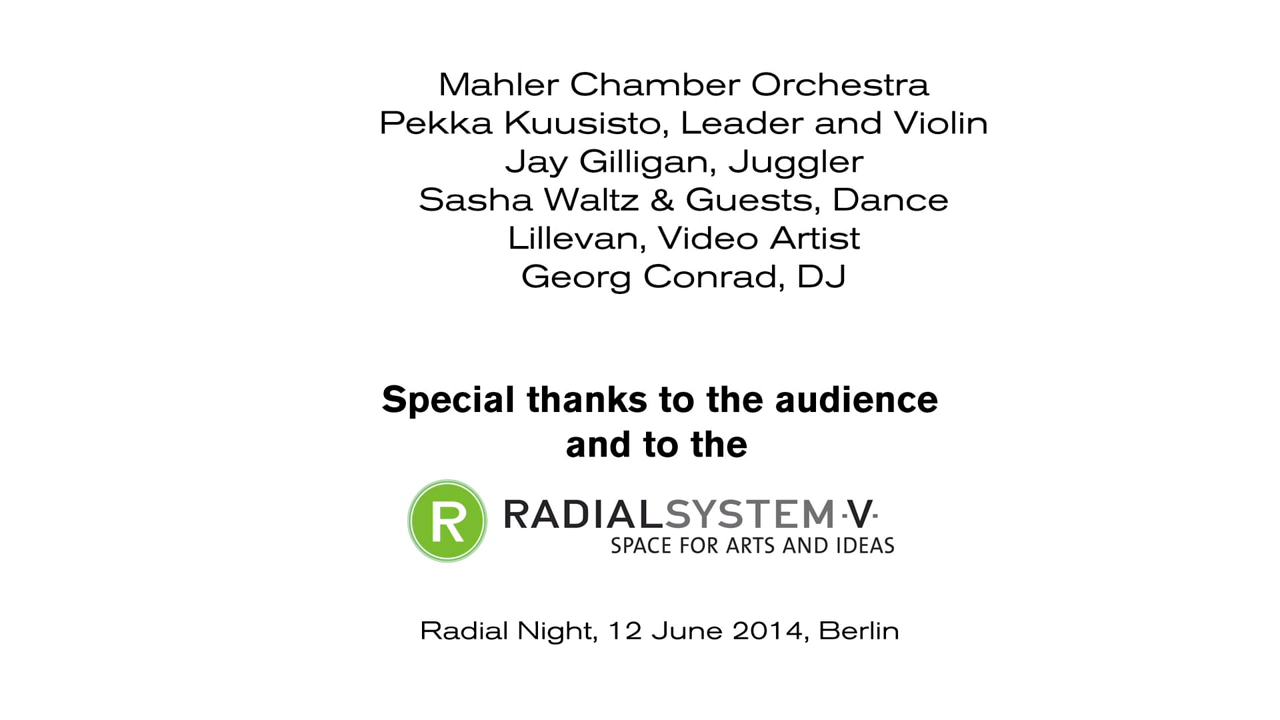 Mahler Chamber Orchestra
Pekka Kuusisto, Leader and Violin
Jay Gilligan, Juggler
Sasha Waltz & Guests, Dance
Lillevan, Video Artist
Georg Conrad, DJ
Special thanks to the audience
and to the
R RADIALSYSTEM·V·
SPACE FOR ARTS AND IDEAS
Radial Night, 12 June 2014, Berlin